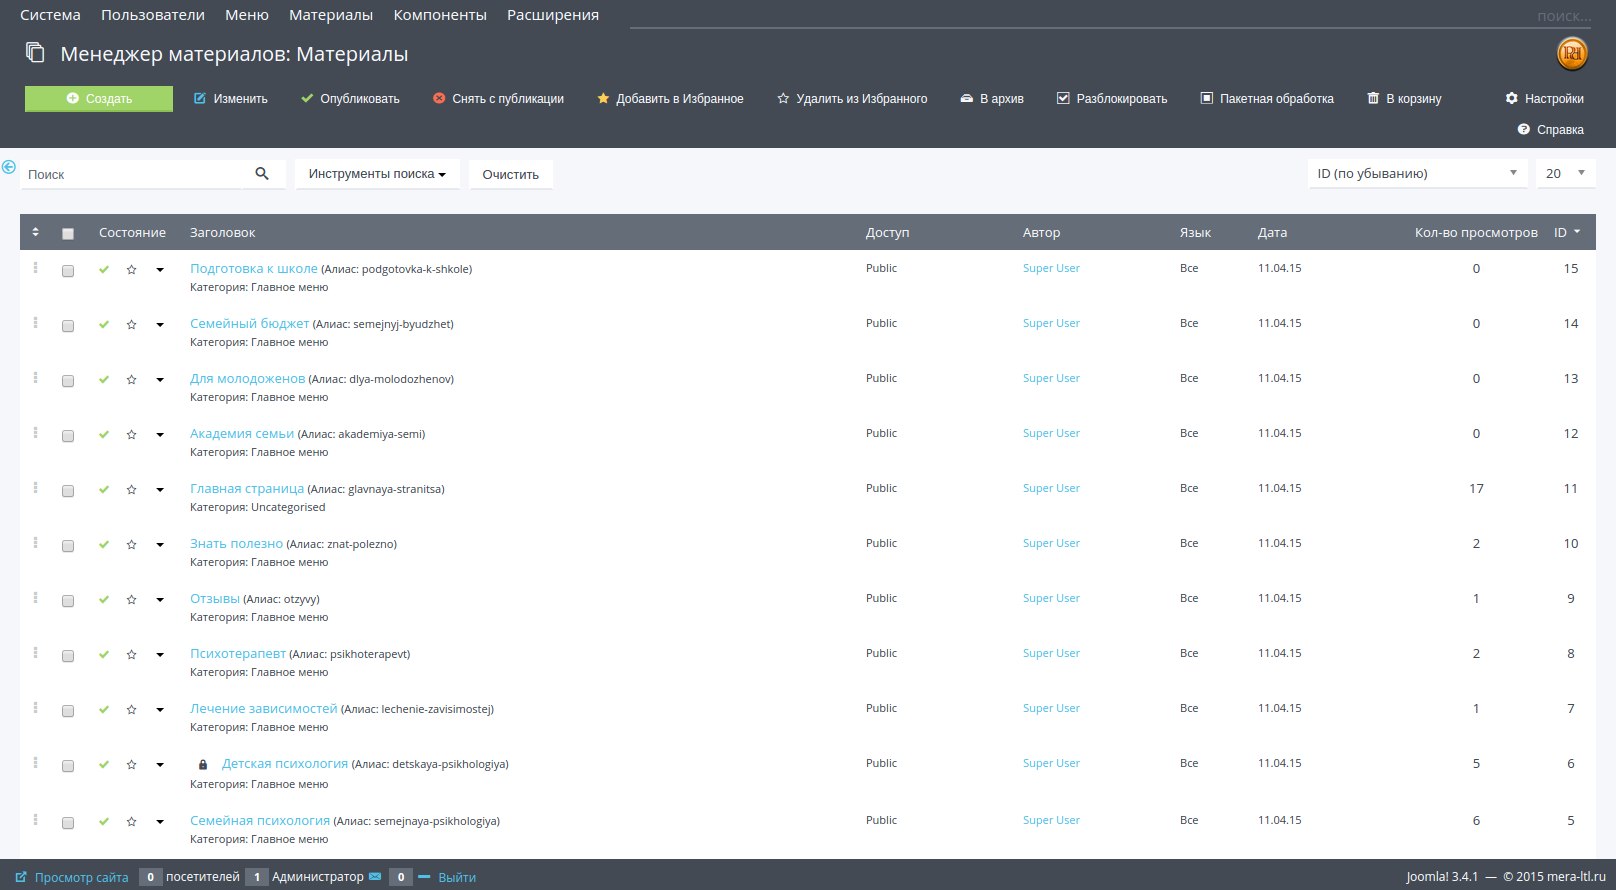 Система Пользователи Меню Материалы Компоненты Расширения поиск...
Менеджер материалов: Материалы
Создать Изменить Опубликовать Снять с публикации Добавить в Избранное Удалить из Избранного В архив Разблокировать Пакетная обработка В корзину Настройки
Справка
Поиск Инструменты поиска Очистить ID (по убыванию) 20
Состояние Заголовок Доступ Автор Язык Дата Кол-во просмотров ID
Подготовка к школе (Алиас: podgotovka-k-shkole) Public Super User Все 11.04.15 0 15
Категория: Главное меню
Семейный бюджет (Алиас: semejnyj-byudzhet) Public Super User Все 11.04.15 0 14
Категория: Главное меню
Для молодоженов (Алиас: dlya-molodozhenov) Public Super User Все 11.04.15 0 13
Категория: Главное меню
Академия семьи (Алиас: akademiya-semi) Public Super User Все 11.04.15 0 12
Категория: Главное меню
Главная страница (Алиас: glavnaya-stranitsa) Public Super User Все 11.04.15 17 11
Категория: Uncategorised
Знать полезно (Алиас: znat-polezno) Public Super User Все 11.04.15 2 10
Категория: Главное меню
Отзывы (Алиас: otzyvy) Public Super User Все 11.04.15 1 9
Категория: Главное меню
Психотерапевт (Алиас: psikhoterapevt) Public Super User Все 11.04.15 2 8
Категория: Главное меню
Лечение зависимостей (Алиас: lechenie-zavisimostej) Public Super User Все 11.04.15 1 7
Категория: Главное меню
Детская психология (Алиас: detskaya-psikhologiya) Public Super User Все 11.04.15 5 6
Категория: Главное меню
Семейная психология (Алиас: semejnaya-psikhologiya) Public Super User Все 11.04.15 6 5
Категория: Главное меню
Просмотр сайта 0 посетителей 1 Администратор 0 Выйти Joomla! 3.4.1 — © 2015 mera-ltl.ru